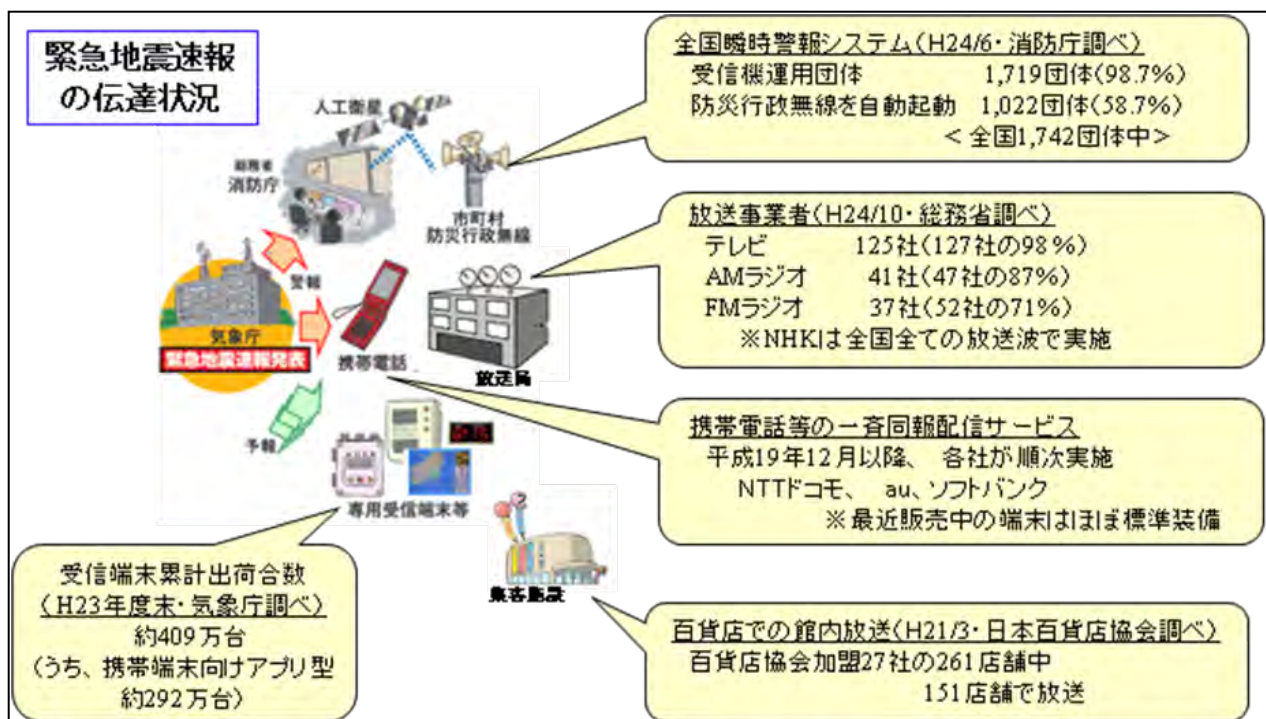 緊急地震速報
の伝達状況
人工衛星
総務省
消防庁
市町村
防災行政無線
警報
気象庁
緊急地震速報発表
携帯電話
放送局
予報
専用受信端末等
集客施設
全国瞬時警報システム(H24/6・消防庁調べ)
受信機運用団体 1,719団体(98.7%)
防災行政無線を自動起動 1,022団体(58.7%)
<全国1,742団体中>
放送事業者(H24/10・総務省調べ)
テレビ 125社(127社の98%)
AMラジオ 41社(47社の87%)
FMラジオ 37社(52社の71%)
※NHKは全国全ての放送波で実施
携帯電話等の一斉同報配信サービス
平成19年12月以降、 各社が順次実施
NTTドコモ、 au、ソフトバンク
※最近販売中の端末はほぼ標準装備
受信端末累計出荷台数
(H23年度末・気象庁調べ)
約409万台
(うち、携帯端末向けアプリ型
約292万台)
百貨店での館内放送(H21/3・日本百貨店協会調べ)
百貨店協会加盟27社の261店舗中
151店舗で放送